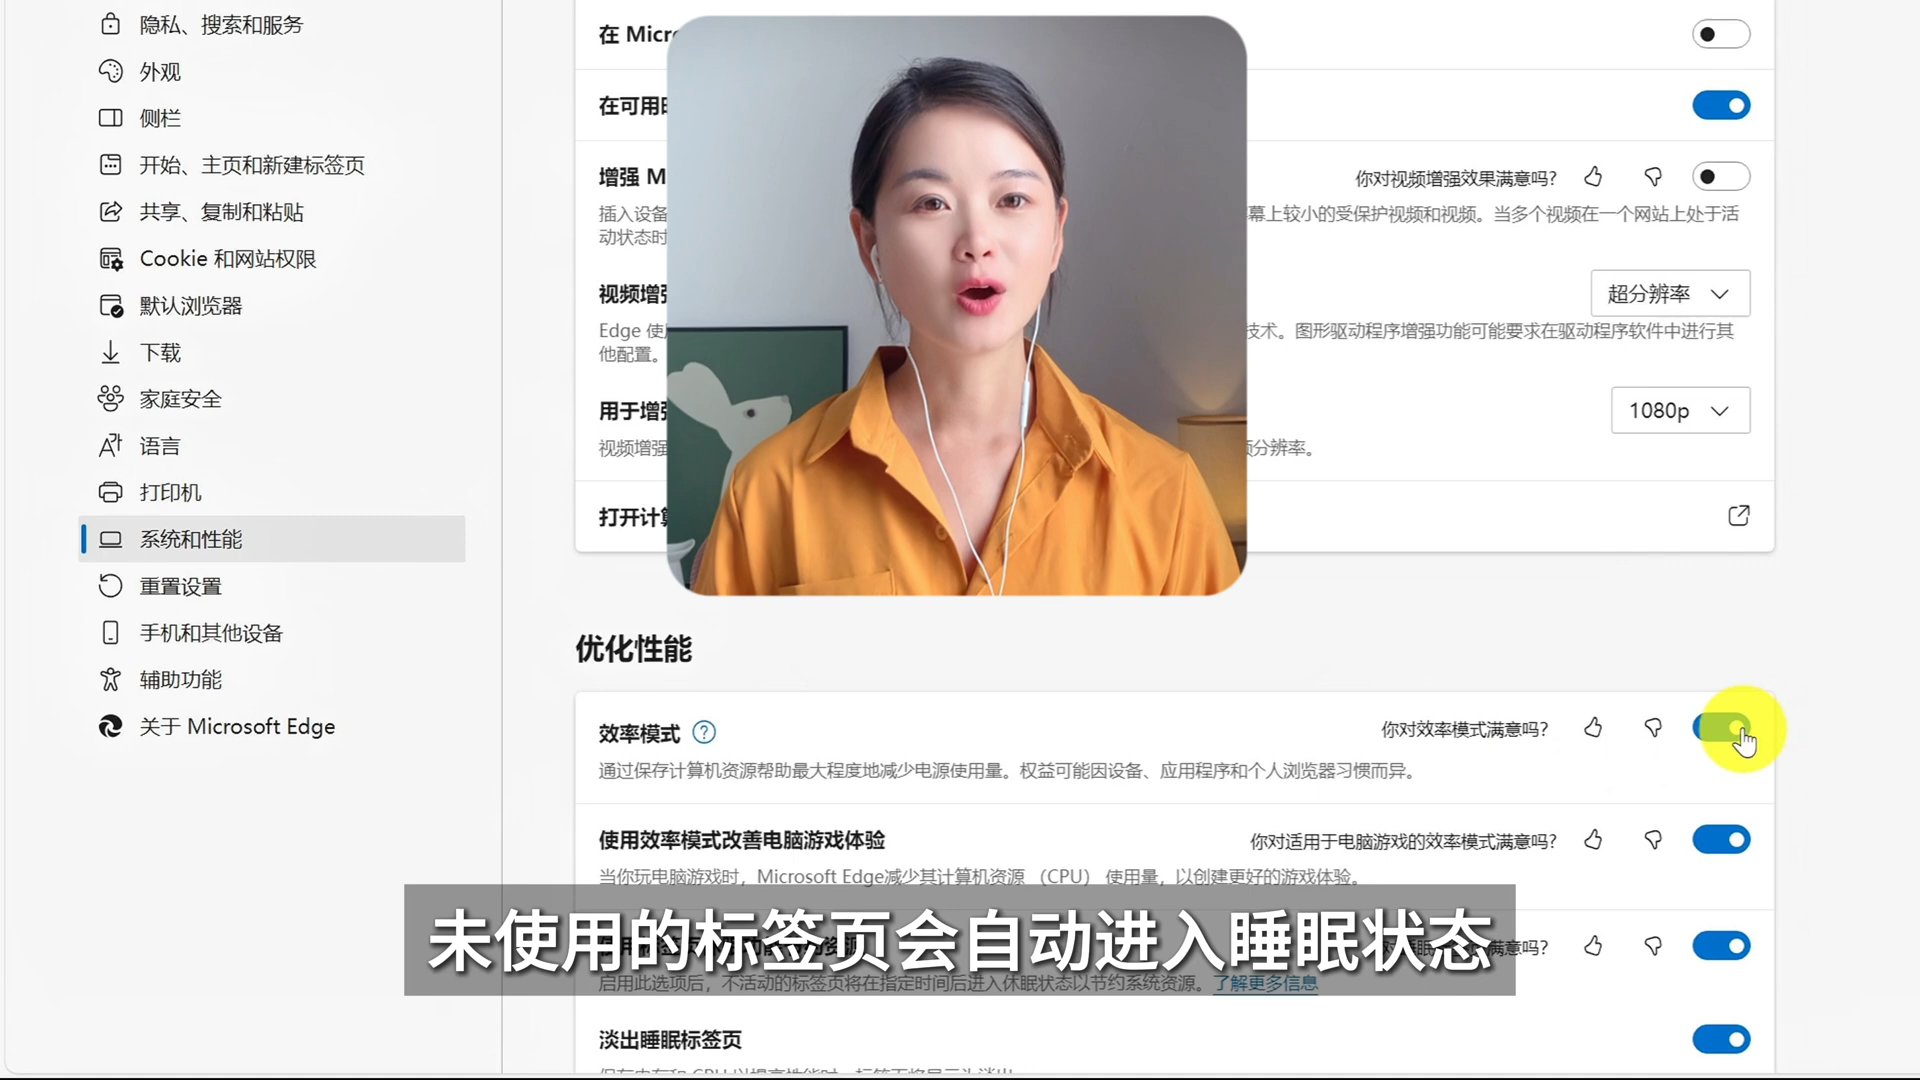 隐私、搜索和服务
外观
侧栏
开始、主页和新建标签页
共享、复制和粘贴
Cookie 和网站权限
默认浏览器
下载
家庭安全
语言
打印机
系统和性能
重置设置
手机和其他设备
辅助功能
关于 Microsoft Edge
在 Micr
在可用
增强 M
你对视频增强效果满意吗?
插入设备
幕上较小的受保护视频和视频。当多个视频在一个网站上处于活
动状态时
视频增强
超分辨率
Edge 使
技术。图形驱动程序增强功能可能要求在驱动程序软件中进行其
他配置。
用于增强
1080p
视频增强
分辨率。
打开计算
优化性能
效率模式
你对效率模式满意吗?
通过保存计算机资源帮助最大程度地减少电源使用量。权益可能因设备、应用程序和个人浏览器习惯而异。
使用效率模式改善电脑游戏体验
你对适用于电脑游戏的效率模式满意吗?
当你玩电脑游戏时，Microsoft Edge减少其计算机资源 （CPU） 使用量，以创建更好的游戏体验。
未使用的标签页会自动进入睡眠状态
满意吗?
启用此选项后，不活动的标签页将在指定时间后进入休眠状态以节约系统资源。了解更多信息
淡出睡眠标签页